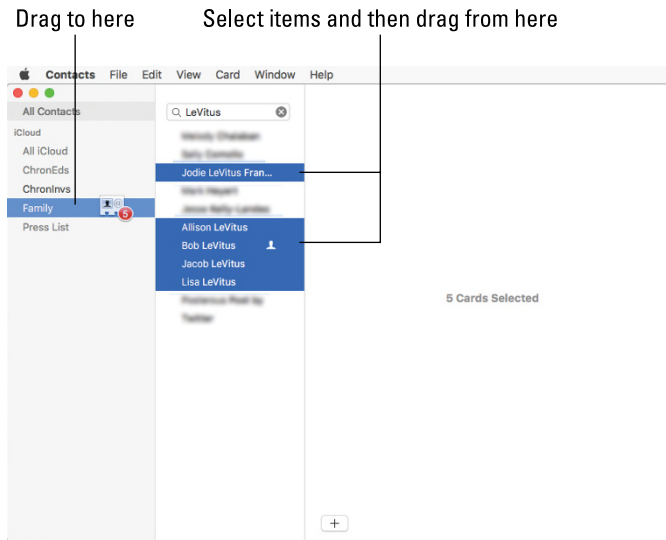 Drag to here
Select items and then drag from here
Contacts File Edit View Card Window Help
All Contacts
iCloud
All iCloud
ChronEds
ChronInvs
Family
5
Press List
LeVitus
Jodie LeVitus Fran...
Allison LeVitus
Bob LeVitus
Jacob LeVitus
Lisa LeVitus
5 Cards Selected
+